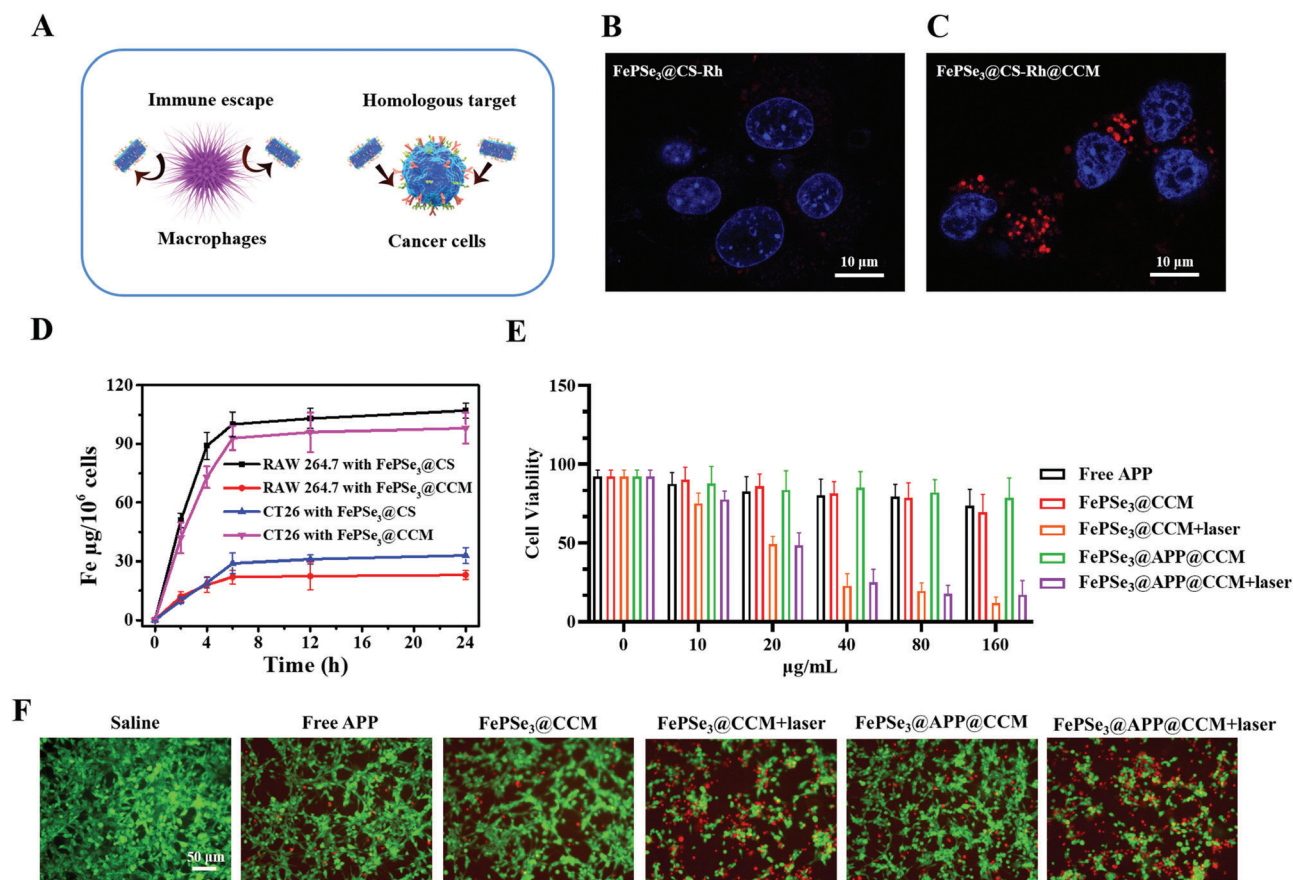 A
Immune escape
Homologous target
Macrophages
Cancer cells
B
FePSe₃@CS-Rh
10 μm
C
FePSe₃@CS-Rh@CCM
10 μm
D
Fe μg/10⁶ cells
120
90
60
30
0
RAW 264.7 with FePSe₃@CS
RAW 264.7 with FePSe₃@CCM
CT26 with FePSe₃@CS
CT26 with FePSe₃@CCM
0 4 8 12 16 20 24
Time (h)
E
Cell Viability
150
100
50
0
0 10 20 40 80 160
μg/mL
Free APP
FePSe₃@CCM
FePSe₃@CCM+laser
FePSe₃@APP@CCM
FePSe₃@APP@CCM+laser
F
Saline
50 μm
Free APP
FePSe₃@CCM
FePSe₃@CCM+laser
FePSe₃@APP@CCM
FePSe₃@APP@CCM+laser